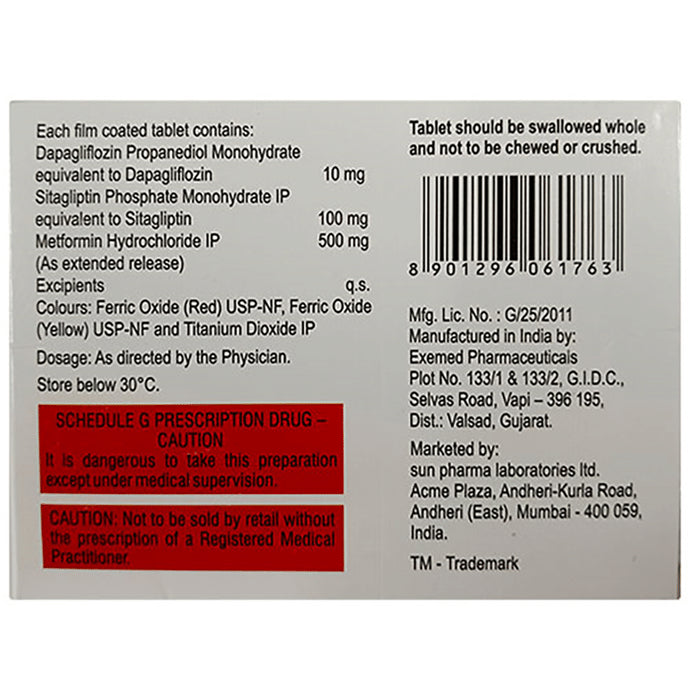 Each film coated tablet contains:
Dapagliflozin Propanediol Monohydrate
equivalent to Dapagliflozin 10 mg
Sitagliptin Phosphate Monohydrate IP
equivalent to Sitagliptin 100 mg
Metformin Hydrochloride IP 500 mg
(As extended release)
Excipients q.s.
Colours: Ferric Oxide (Red) USP-NF, Ferric Oxide
(Yellow) USP-NF and Titanium Dioxide IP
Dosage: As directed by the Physician.
Store below 30°C.
SCHEDULE G PRESCRIPTION DRUG –
CAUTION
It is dangerous to take this preparation
except under medical supervision.
CAUTION: Not to be sold by retail without
the prescription of a Registered Medical
Practitioner.
Tablet should be swallowed whole
and not to be chewed or crushed.
8 901296 061763
Mfg. Lic. No. : G/25/2011
Manufactured in India by:
Exemed Pharmaceuticals
Plot No. 133/1 & 133/2, G.I.D.C.,
Selvas Road, Vapi – 396 195,
Dist.: Valsad, Gujarat.
Marketed by:
sun pharma laboratories ltd.
Acme Plaza, Andheri-Kurla Road,
Andheri (East), Mumbai - 400 059,
India.
TM - Trademark